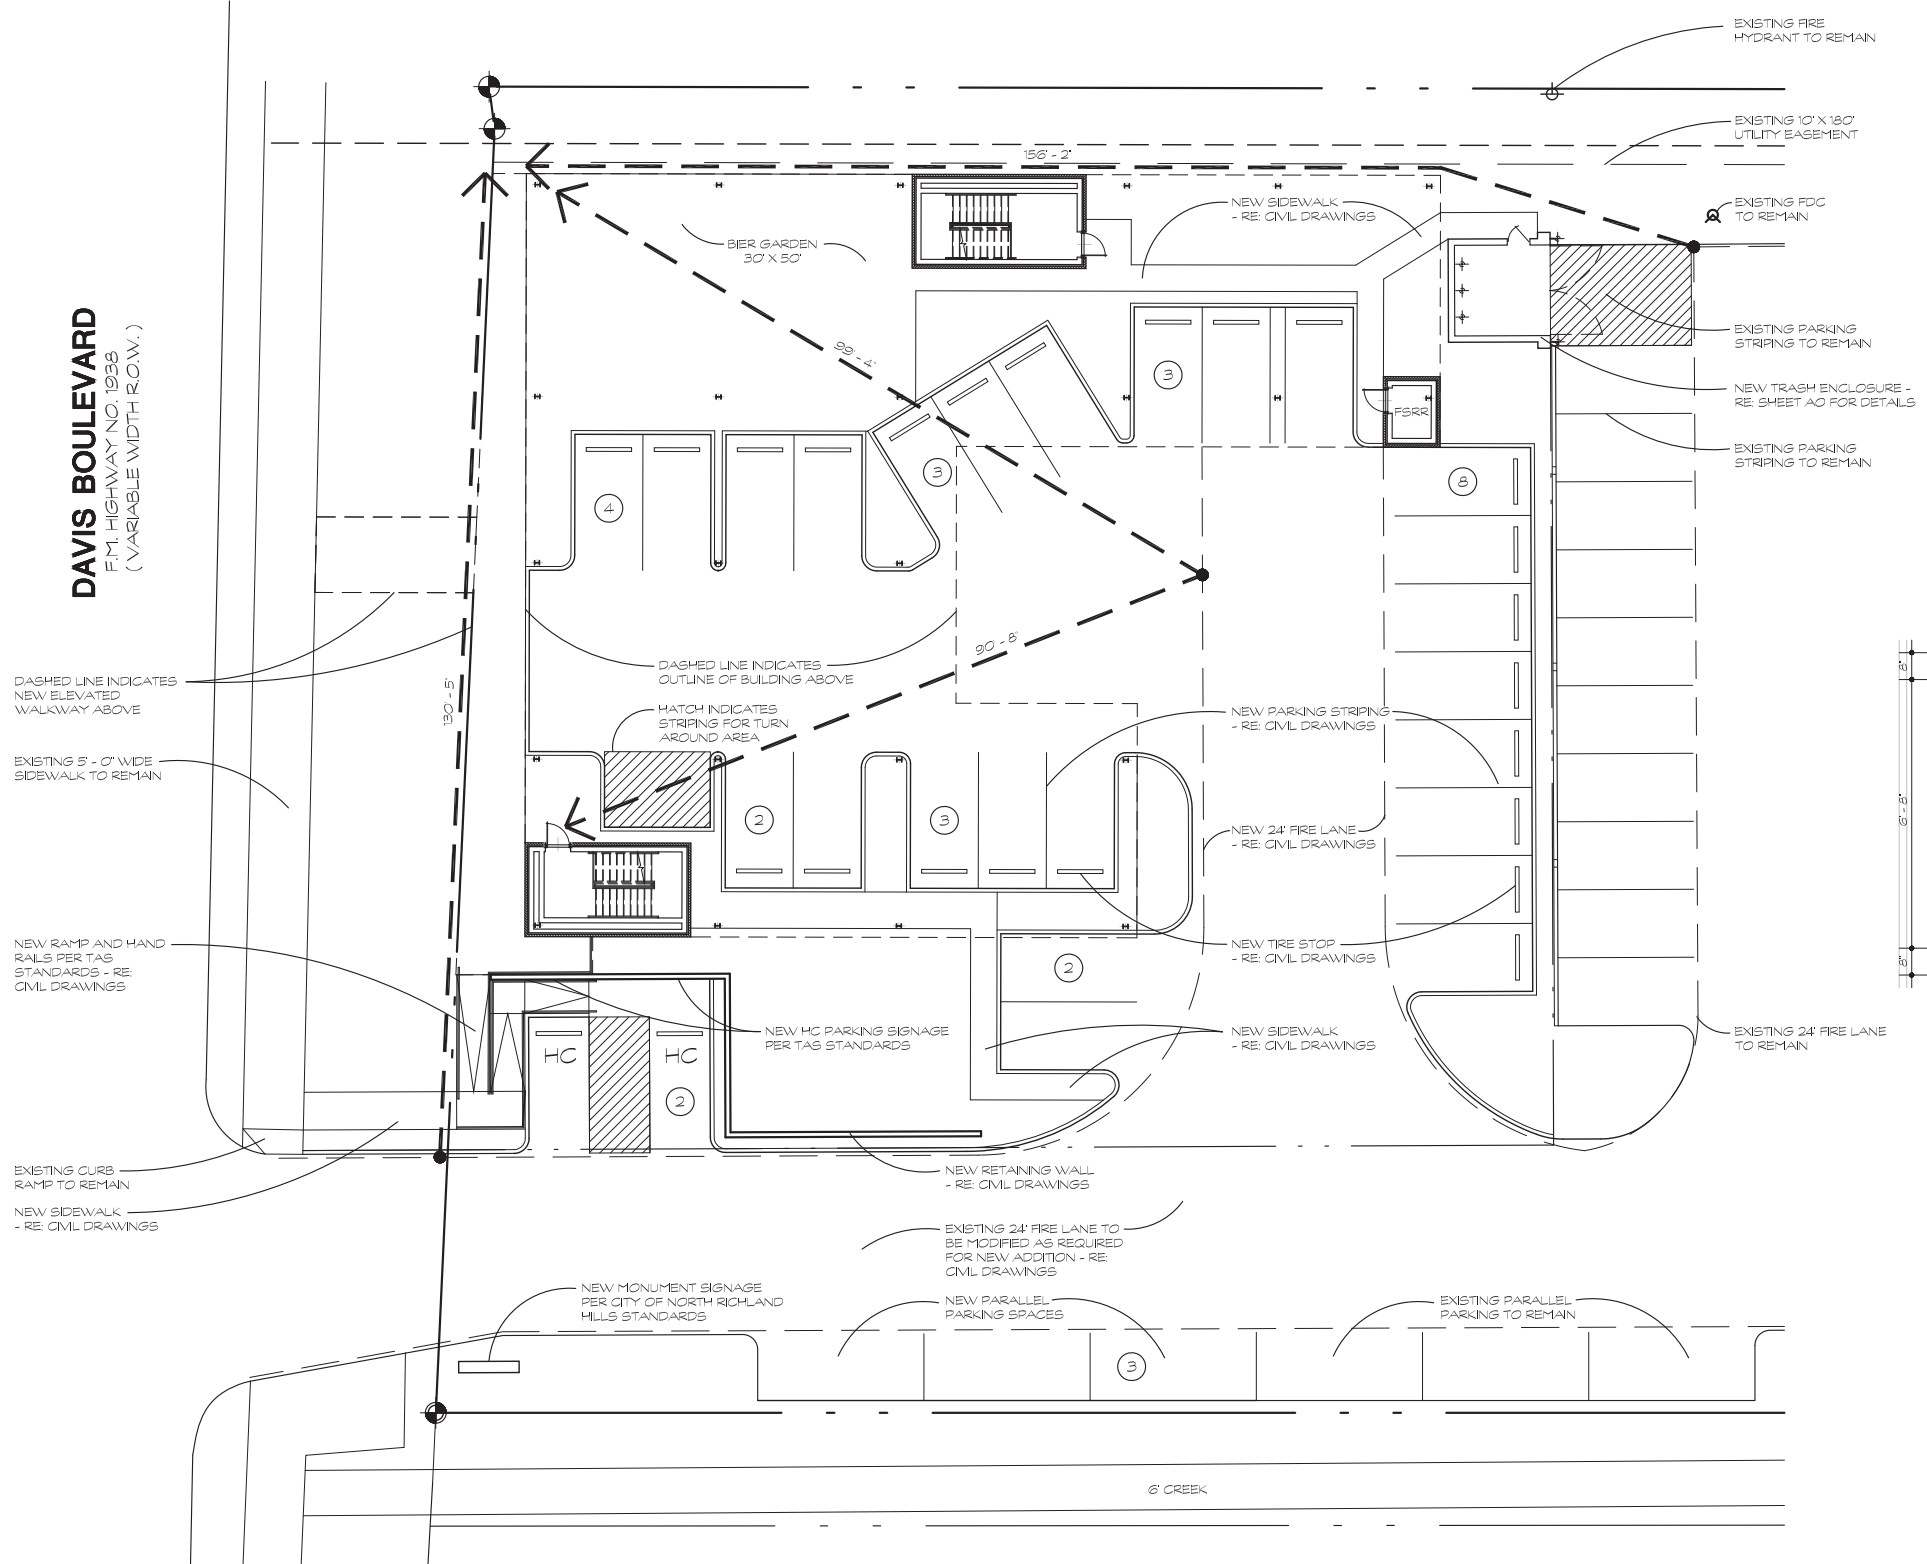 EXISTING FIRE
HYDRANT TO REMAIN
EXISTING 10' X 180'
UTILITY EASEMENT
156' - 2"
EXISTING FDC
TO REMAIN
NEW SIDEWALK
- RE: CIVIL DRAWINGS
BIER GARDEN
30' X 50'
DAVIS BOULEVARD
F.M. HIGHWAY NO. 1938
( VARIABLE WIDTH R.O.W. )
99' - 4"
3
EXISTING PARKING
STRIPING TO REMAIN
NEW TRASH ENCLOSURE -
RE: SHEET A0 FOR DETAILS
FSRR
EXISTING PARKING
STRIPING TO REMAIN
4
3
8
90' - 8"
DASHED LINE INDICATES
OUTLINE OF BUILDING ABOVE
DASHED LINE INDICATES
NEW ELEVATED
WALKWAY ABOVE
130' - 5"
HATCH INDICATES
STRIPING FOR TURN
AROUND AREA
NEW PARKING STRIPING
- RE: CIVIL DRAWINGS
8"
6' - 8"
8"
EXISTING 5' - 0" WIDE
SIDEWALK TO REMAIN
2
3
NEW 24' FIRE LANE
- RE: CIVIL DRAWINGS
NEW RAMP AND HAND
RAILS PER TAS
STANDARDS - RE:
CIVIL DRAWINGS
NEW TIRE STOP
- RE: CIVIL DRAWINGS
2
NEW HC PARKING SIGNAGE
PER TAS STANDARDS
NEW SIDEWALK
- RE: CIVIL DRAWINGS
EXISTING 24' FIRE LANE
TO REMAIN
HC
HC
2
EXISTING CURB
RAMP TO REMAIN
NEW RETAINING WALL
- RE: CIVIL DRAWINGS
NEW SIDEWALK
- RE: CIVIL DRAWINGS
EXISTING 24' FIRE LANE TO
BE MODIFIED AS REQUIRED
FOR NEW ADDITION - RE:
CIVIL DRAWINGS
NEW MONUMENT SIGNAGE
PER CITY OF NORTH RICHLAND
HILLS STANDARDS
NEW PARALLEL
PARKING SPACES
EXISTING PARALLEL
PARKING TO REMAIN
3
6' CREEK